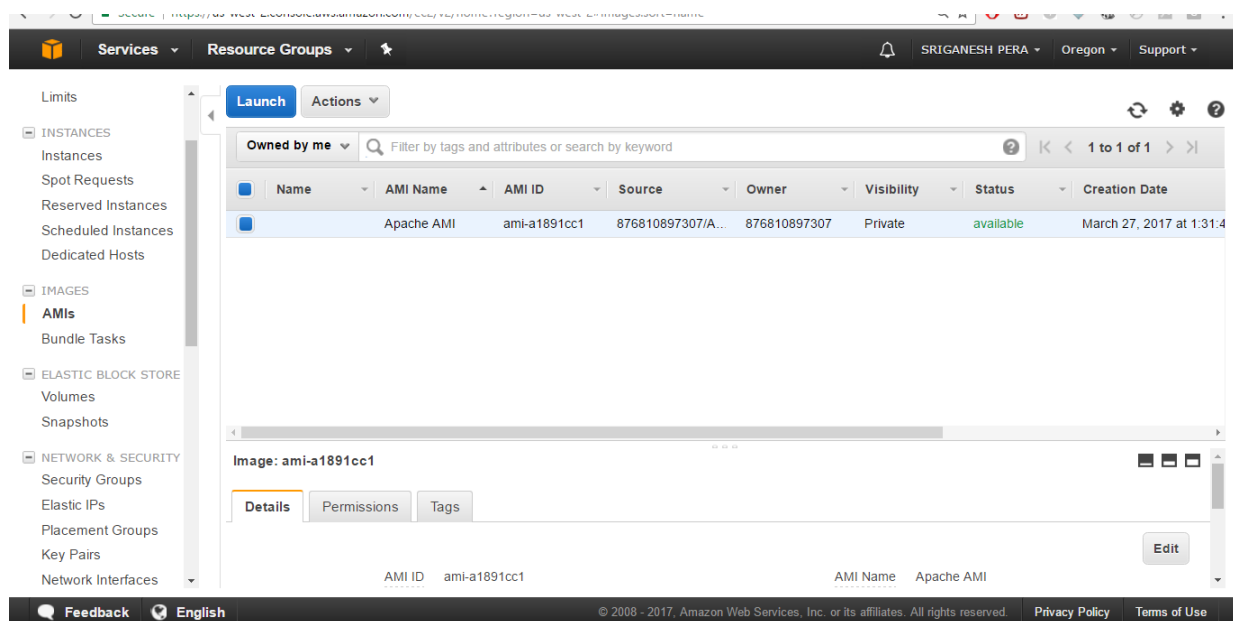 Services Resource Groups SRIGANESH PERA Oregon Support
Limits
INSTANCES
Instances
Spot Requests
Reserved Instances
Scheduled Instances
Dedicated Hosts
IMAGES
AMIs
Bundle Tasks
ELASTIC BLOCK STORE
Volumes
Snapshots
NETWORK & SECURITY
Security Groups
Elastic IPs
Placement Groups
Key Pairs
Network Interfaces
Launch Actions
Owned by me Filter by tags and attributes or search by keyword 1 to 1 of 1
Name AMI Name AMI ID Source Owner Visibility Status Creation Date
Apache AMI ami-a1891cc1 876810897307/A... 876810897307 Private available March 27, 2017 at 1:31:4
Image: ami-a1891cc1
Details Permissions Tags
Edit
AMI ID ami-a1891cc1 AMI Name Apache AMI
Feedback English © 2008 - 2017, Amazon Web Services, Inc. or its affiliates. All rights reserved. Privacy Policy Terms of Use